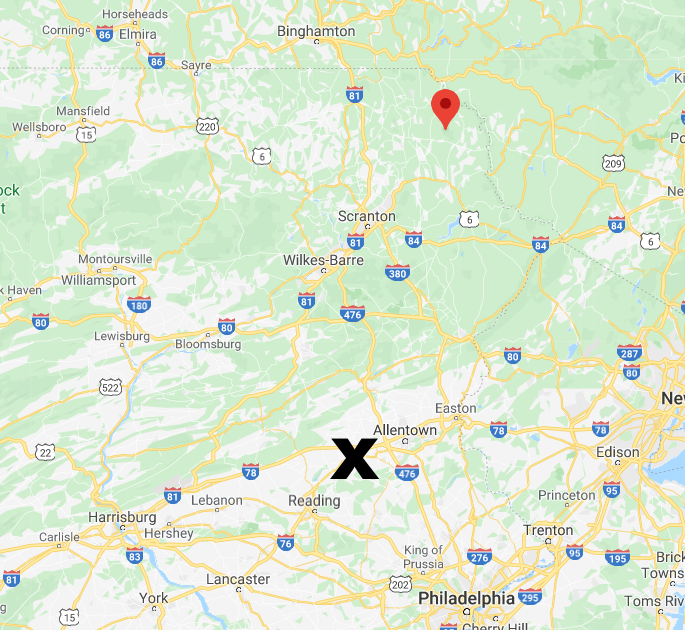 Horseheads
Corning
86
Elmira
Binghamton
86
Sayre
81
Mansfield
Wellsboro
15
220
6
209
ock
t
Scranton
6
Ne
84
81
84
84
6
Wilkes-Barre
Montoursville
380
Williamsport
k Haven
180
81
476
80
80
Lewisburg
Bloomsburg
287
80
80
522
New
Easton
Allentown
78
78
22
X
Edison
78
476
81
Lebanon
Reading
95
Princeton
Harrisburg
Hershey
Trenton
Carlisle
83
76
King of
Prussia
276
95
195
Brick
Towns
81
Lancaster
202
York
Philadelphia
295
Toms Riv
g
15
Cherry Hill